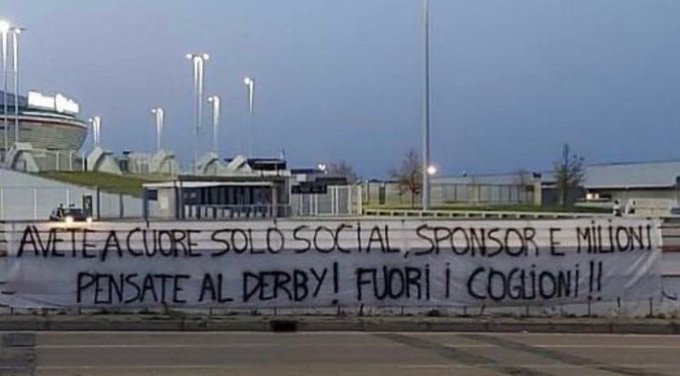 AVETE A CUORE SOLO SOCIAL, SPONSOR E MILIONI
PENSATE AL DERBY! FUORI I COGLIONI!!